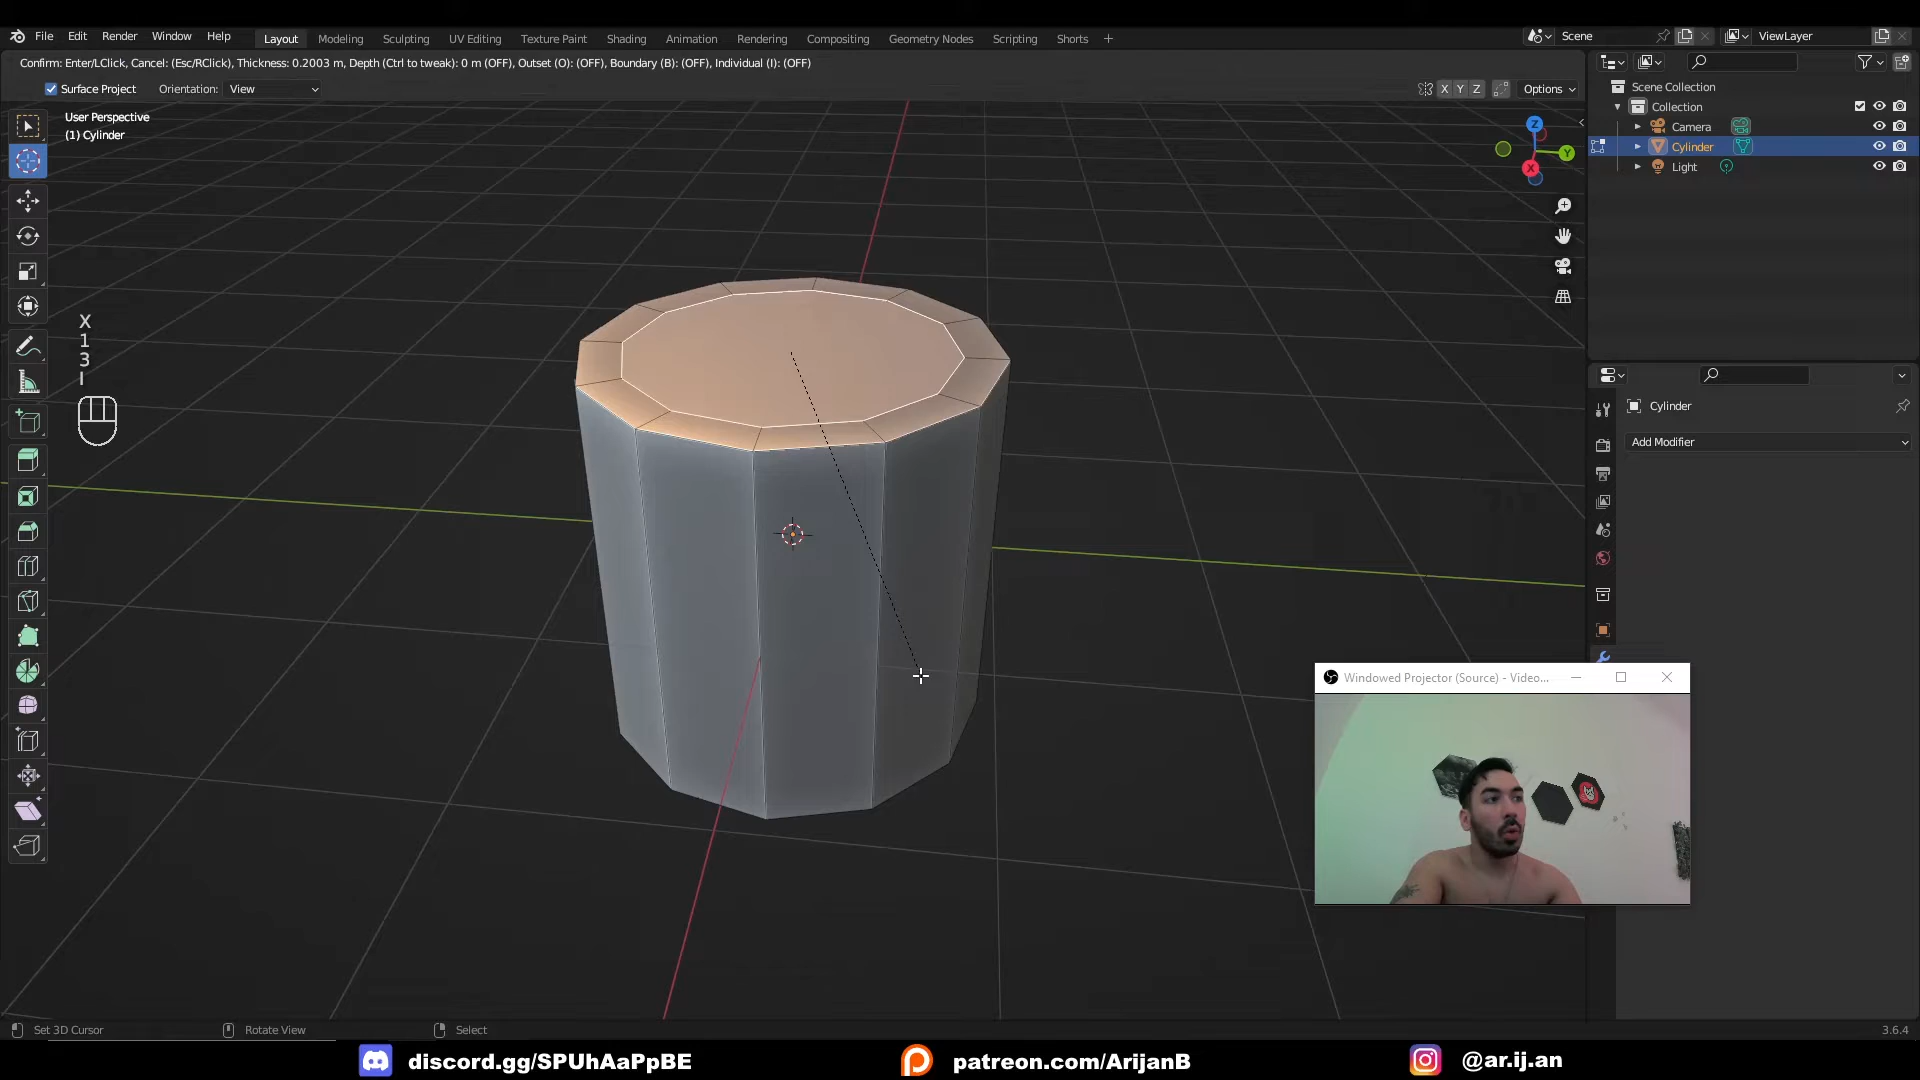 File Edit Render Window Help Layout Modeling Sculpting UV Editing Texture Paint Shading Animation Rendering Compositing Geometry Nodes Scripting Shorts + Scene ViewLayer
Confirm: Enter/LClick, Cancel: (Esc/RClick), Thickness: 0.2003 m, Depth (Ctrl to tweak): 0 m (OFF), Outset (O): (OFF), Boundary (B): (OFF), Individual (I): (OFF)
Surface Project Orientation: View X Y Z Options
User Perspective
(1) Cylinder
Z
Y
X
Scene Collection
Collection
Camera
Cylinder
Light
X
1
3
I
Cylinder
Add Modifier
Windowed Projector (Source) - Video...
Set 3D Cursor Rotate View Select 3.6.4
discord.gg/SPUhAaPpBE patreon.com/ArijanB @ar.ij.an